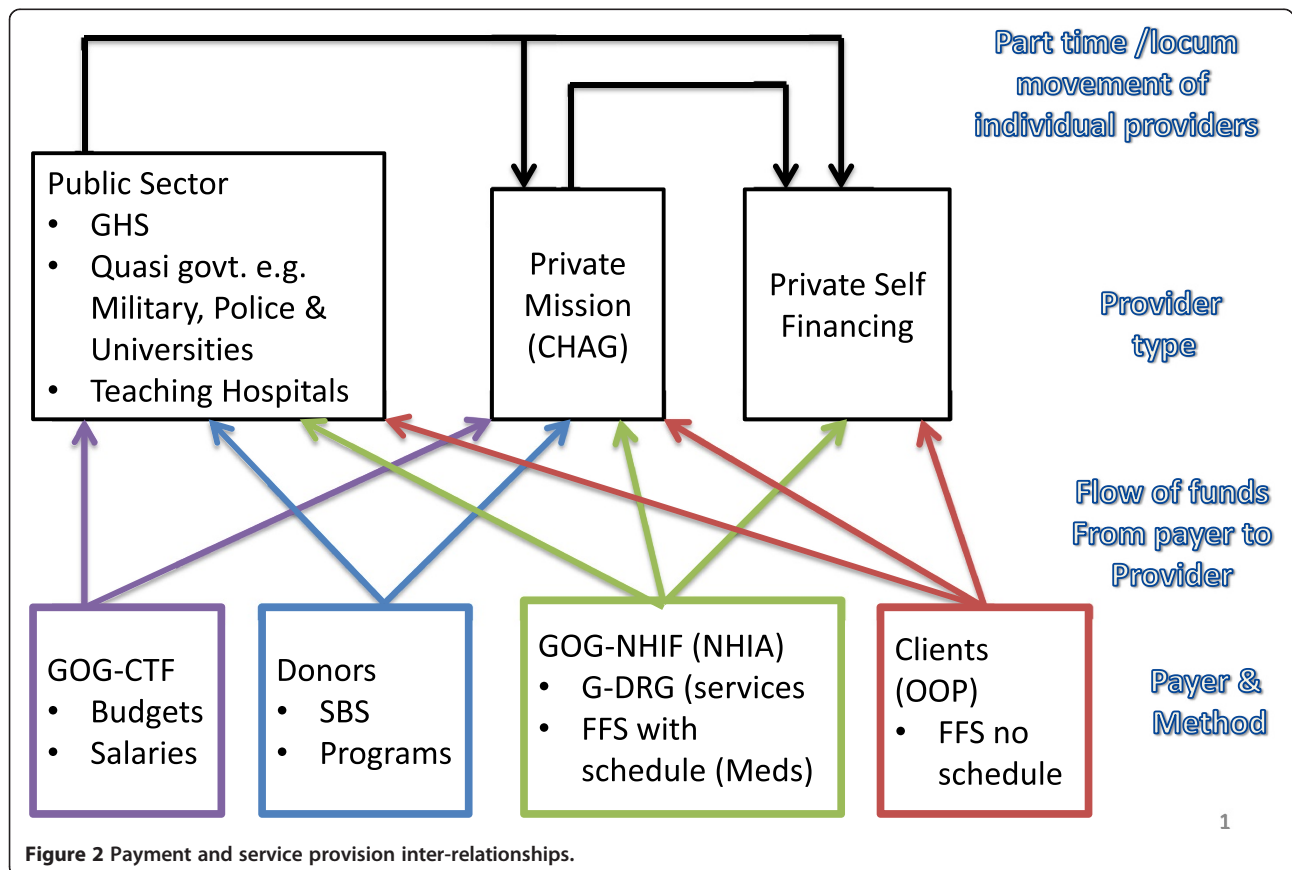 Part time /locum
movement of
individual providers
Public Sector
• GHS
• Quasi govt. e.g.
Military, Police &
Universities
• Teaching Hospitals
Private
Mission
(CHAG)
Private Self
Financing
Provider
type
Flow of funds
From payer to
Provider
GOG-CTF
• Budgets
• Salaries
Donors
• SBS
• Programs
GOG-NHIF (NHIA)
• G-DRG (services
• FFS with
schedule (Meds)
Clients
(OOP)
• FFS no
schedule
Payer &
Method
1
Figure 2 Payment and service provision inter-relationships.